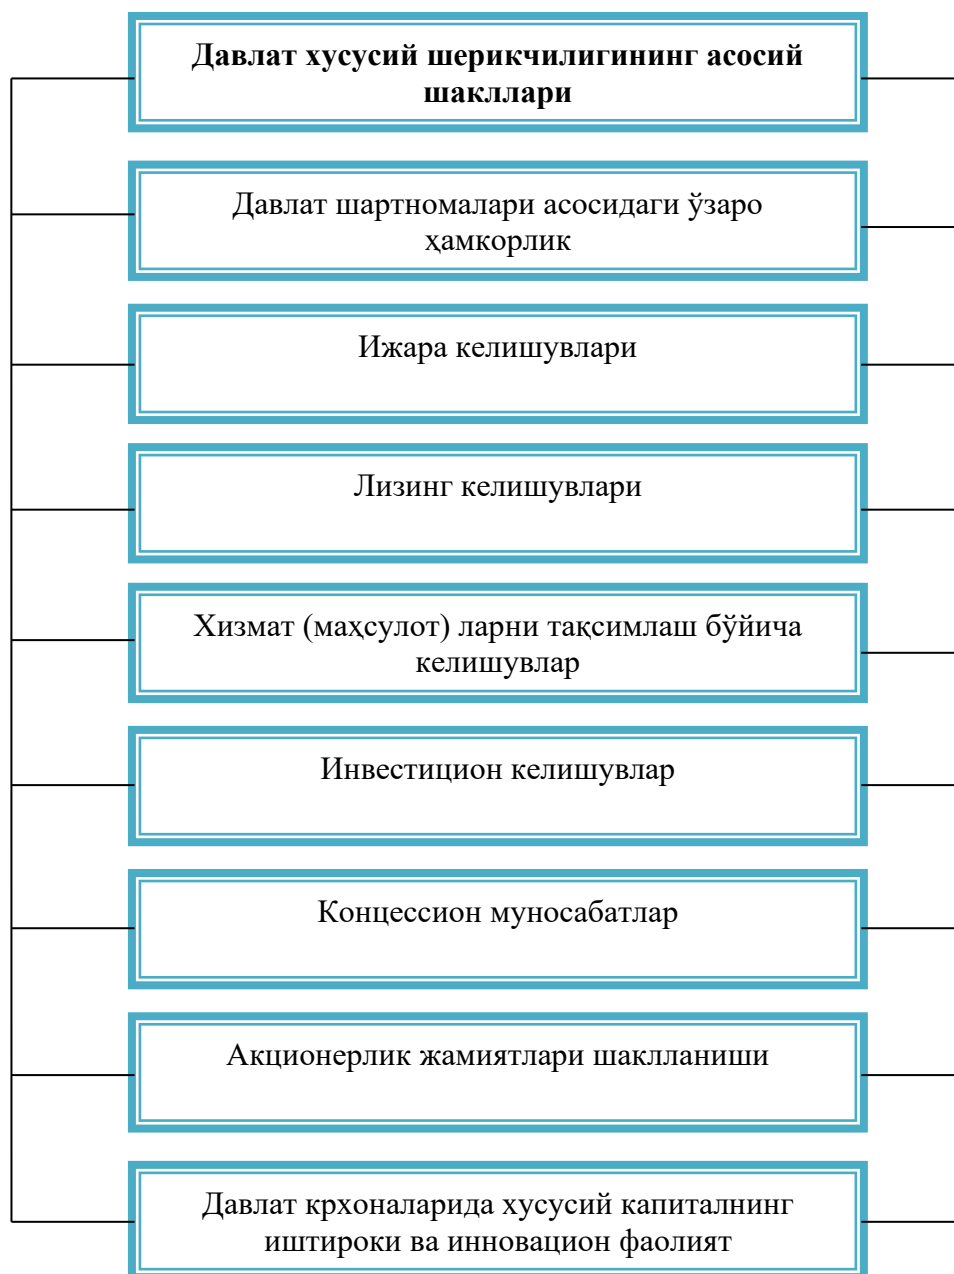 Давлат хусусий шерикчилигининг асосий
шакллари
Давлат шартномалари асосидаги ўзаро
ҳамкорлик
Ижара келишувлари
Лизинг келишувлари
Хизмат (маҳсулот) ларни тақсимлаш бўйича
келишувлар
Инвестицион келишувлар
Концессион муносабатлар
Акционерлик жамиятлари шаклланиши
Давлат крхоналарида хусусий капиталнинг
иштироки ва инновацион фаолият